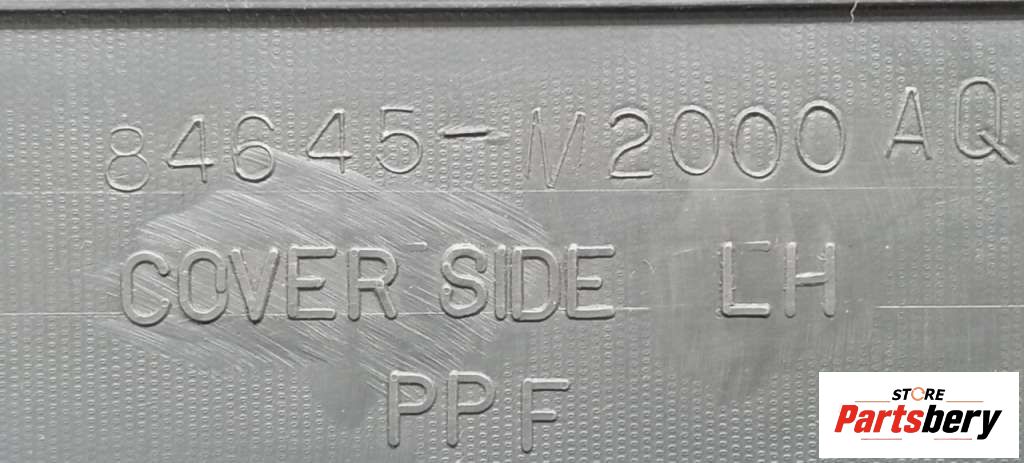 84645-M2000 AQ
COVER SIDE LH
PPF
STORE
Partsbery